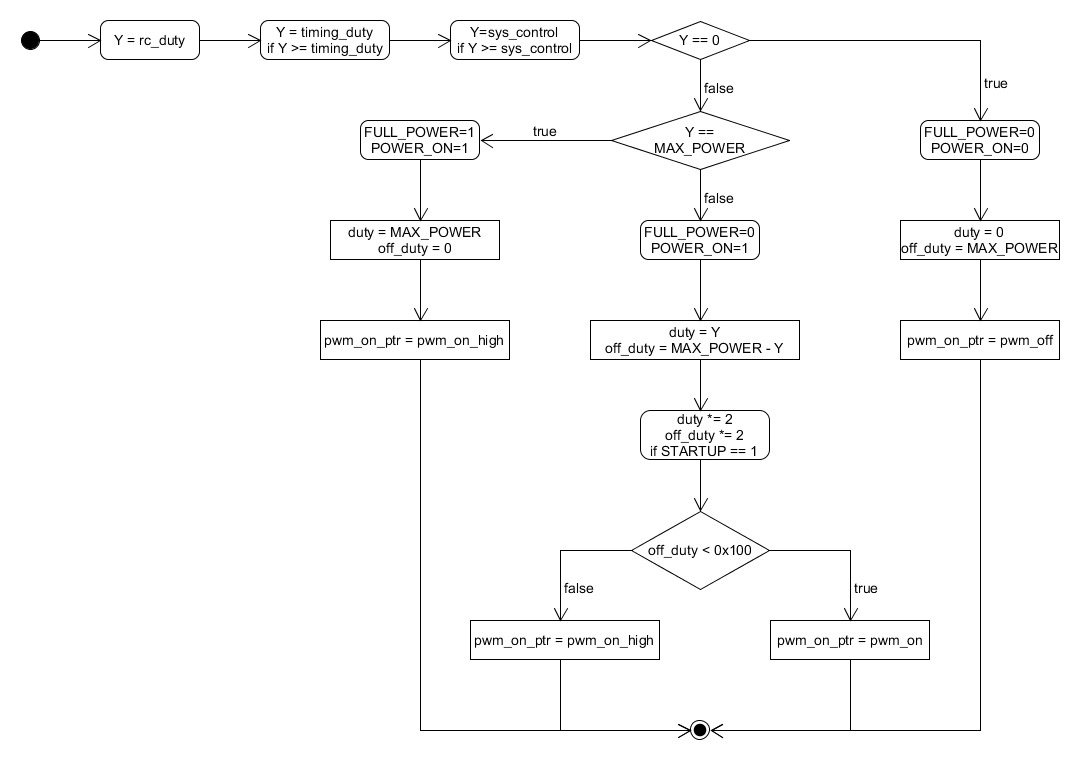 Y = rc_duty
Y = timing_duty
if Y >= timing_duty
Y=sys_control
if Y >= sys_control
Y == 0
true
false
FULL_POWER=1
POWER_ON=1
true
Y ==
MAX_POWER
FULL_POWER=0
POWER_ON=0
false
duty = MAX_POWER
off_duty = 0
FULL_POWER=0
POWER_ON=1
duty = 0
off_duty = MAX_POWER
pwm_on_ptr = pwm_on_high
duty = Y
off_duty = MAX_POWER - Y
pwm_on_ptr = pwm_off
duty *= 2
off_duty *= 2
if STARTUP == 1
off_duty < 0x100
false
true
pwm_on_ptr = pwm_on_high
pwm_on_ptr = pwm_on